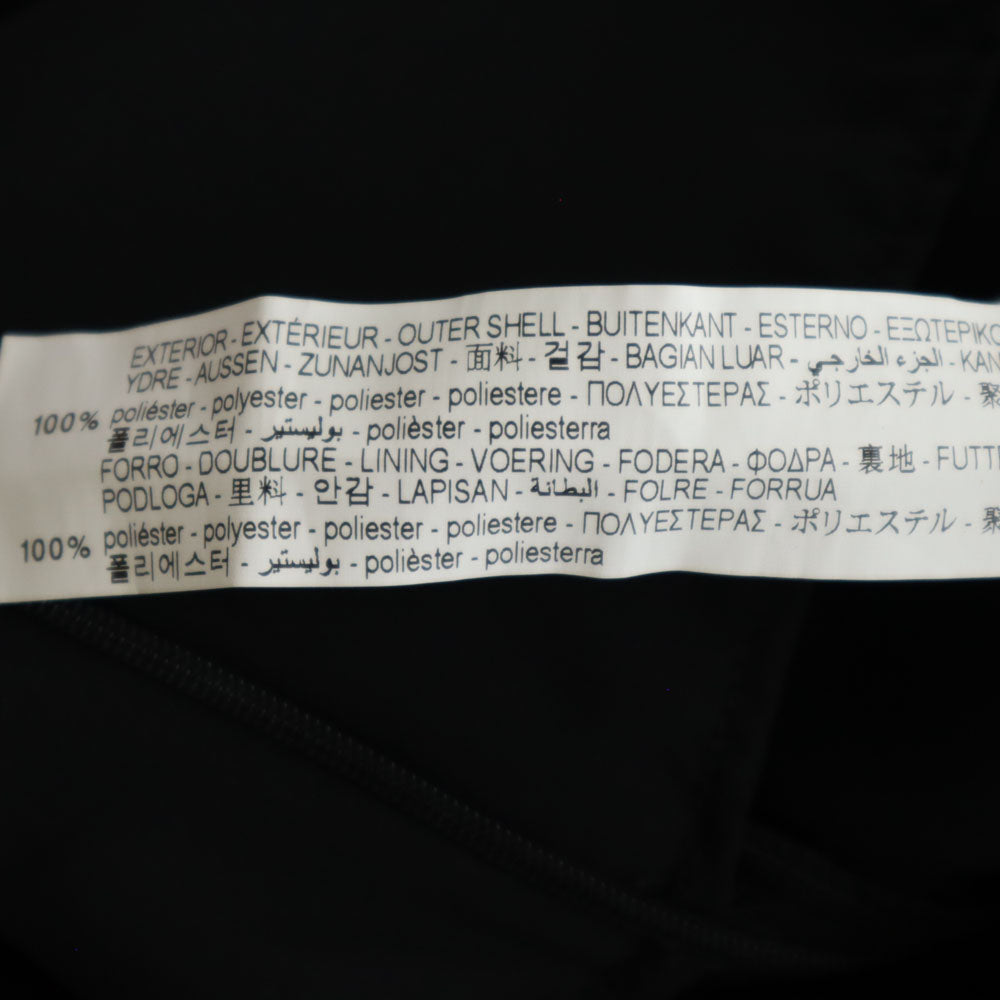 EXTERIOR - EXTÉRIEUR - OUTER SHELL - BUITENKANT - ESTERNO - ΕΞΩΤΕΡΙΚΟ
YDRE - AUSSEN - ZUNANJOST - 面料 - 겉감 - BAGIAN LUAR - الجزء الخارجي - KAN
100% poliéster - polyester - poliester - poliestere - ΠΟΛΥΕΣΤΕΡΑΣ - ポリエステル - 聚
폴리에스터 - بوليستير - polièster - poliesterra
FORRO - DOUBLURE - LINING - VOERING - FODERA - ΦΟΔΡΑ - 裏地 - FUTT
PODLOGA - 里料 - 안감 - LAPISAN - البطانة - FOLRE - FORRUA
100% poliéster - polyester - poliester - poliestere - ΠΟΛΥΕΣΤΕΡΑΣ - ポリエステル - 聚
폴리에스터 - بوليستير - polièster - poliesterra